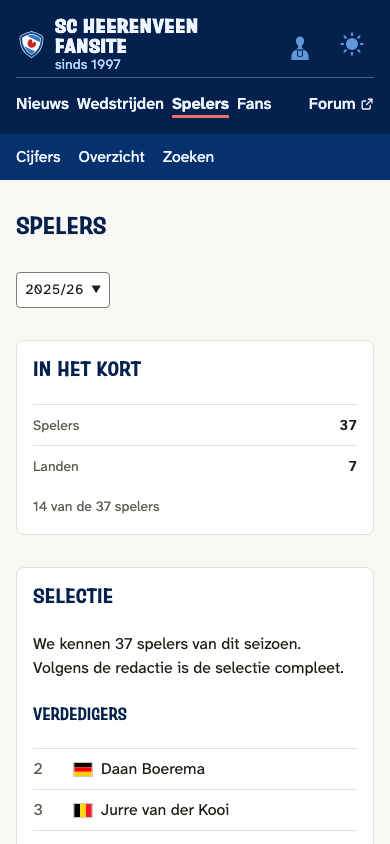 SC HEERENVEEN
FANSITE
sinds 1997
Nieuws Wedstrijden Spelers Fans Forum
Cijfers Overzicht Zoeken
SPELERS
2025/26 ▼
IN HET KORT
Spelers 37
Landen 7
14 van de 37 spelers
SELECTIE
We kennen 37 spelers van dit seizoen.
Volgens de redactie is de selectie compleet.
VERDEDIGERS
2 Daan Boerema
3 Jurre van der Kooi